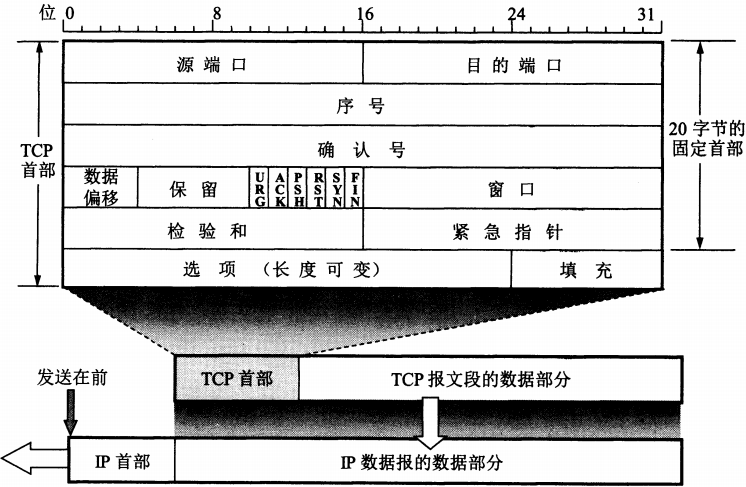 位 0 8 16 24 31
源端口 目的端口
序号
确认号
TCP 首部
20 字节的固定首部
数据偏移 保留 URG ACK PSH RST SYN FIN 窗口
检验和 紧急指针
选项（长度可变） 填充
TCP 首部 TCP 报文段的数据部分
发送在前
IP 首部 IP 数据报的数据部分